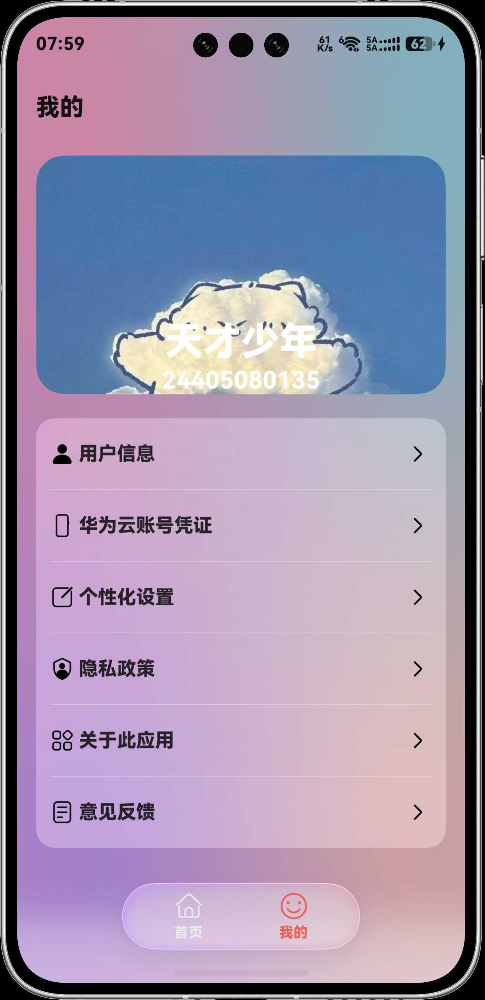 07:59
61 K/s 6 5A 5A 62
我的
天才少年
24405080135
用户信息
华为云账号凭证
个性化设置
隐私政策
关于此应用
意见反馈
首页 我的